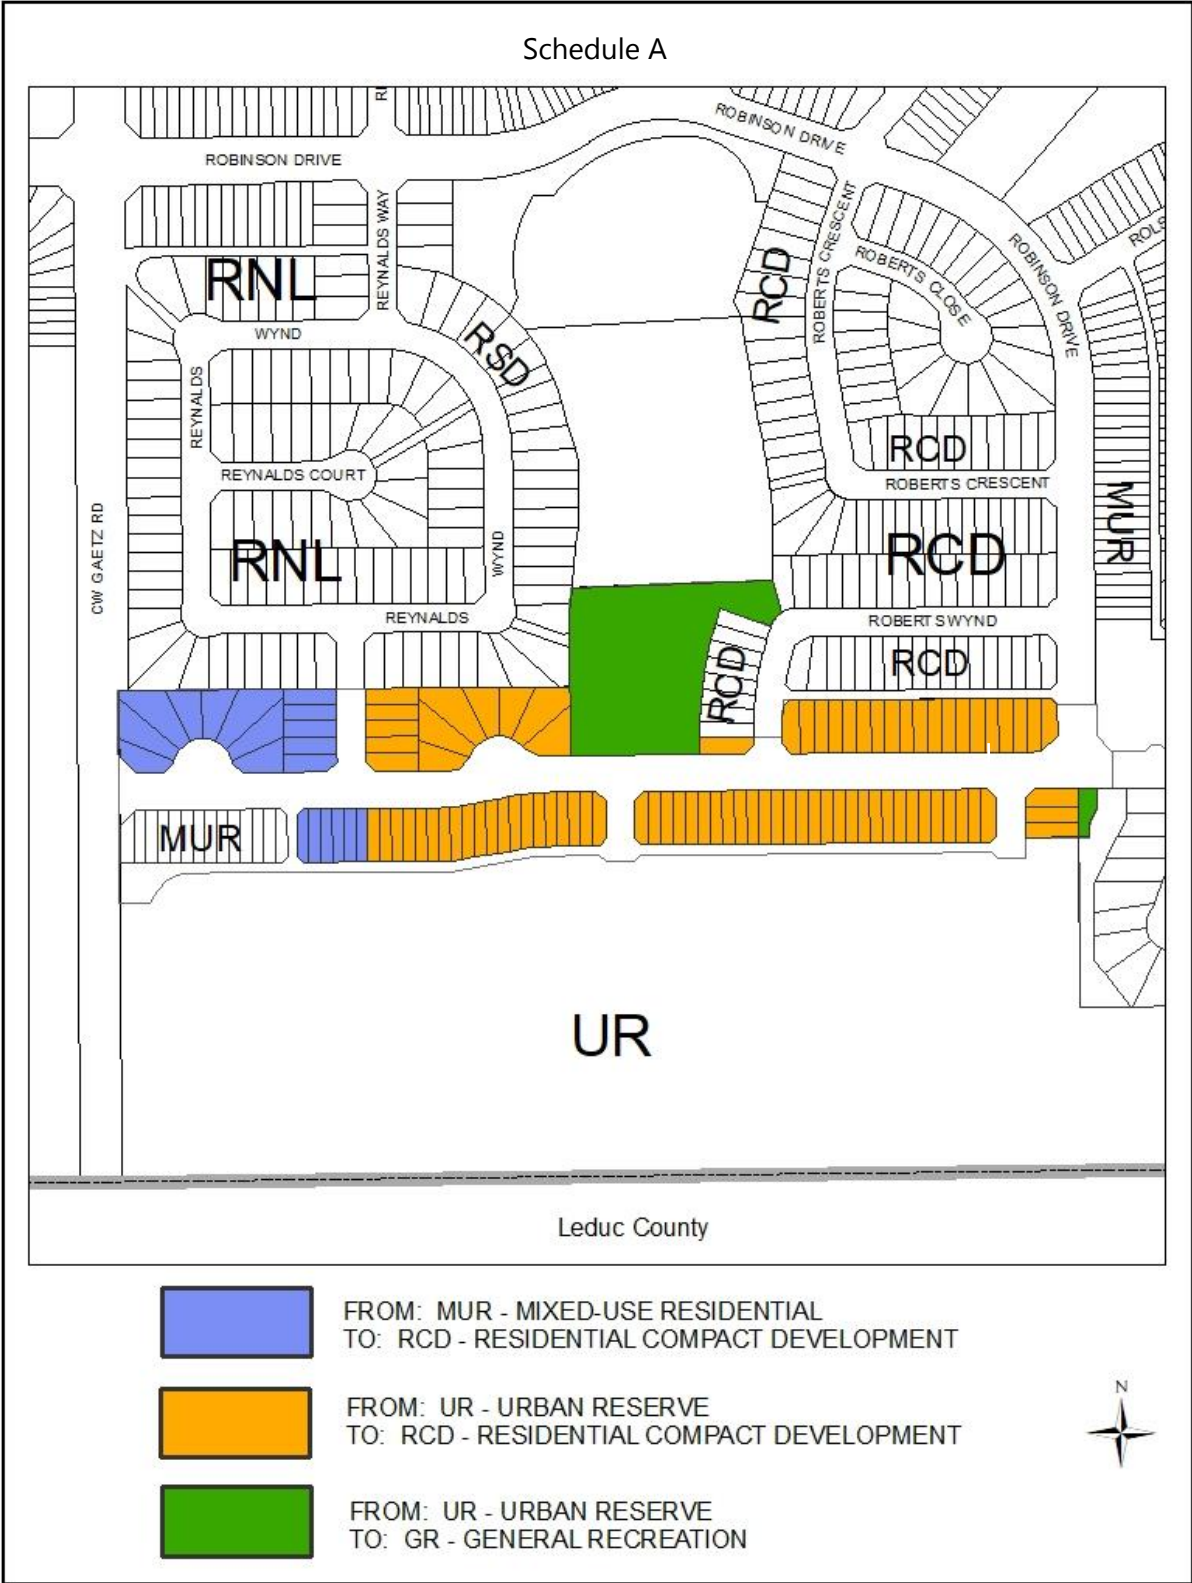 Schedule A
RI
ROBINSON DRIVE
ROBINSON DRIVE
REYNALDS WAY
RNL
WYND
RSD
RCD
ROBERTS CRESCENT
ROBERTS CLOSE
ROBINSON DRIVE
ROLS
REYNALDS
REYNALDS COURT
RCD
ROBERTS CRESCENT
MUR
CW GAETZ RD
RNL
WYND
RCD
REYNALDS
ROBERTSWYND
RCD
RCD
MUR
UR
Leduc County
FROM: MUR - MIXED-USE RESIDENTIAL
TO: RCD - RESIDENTIAL COMPACT DEVELOPMENT
FROM: UR - URBAN RESERVE
TO: RCD - RESIDENTIAL COMPACT DEVELOPMENT
N
FROM: UR - URBAN RESERVE
TO: GR - GENERAL RECREATION